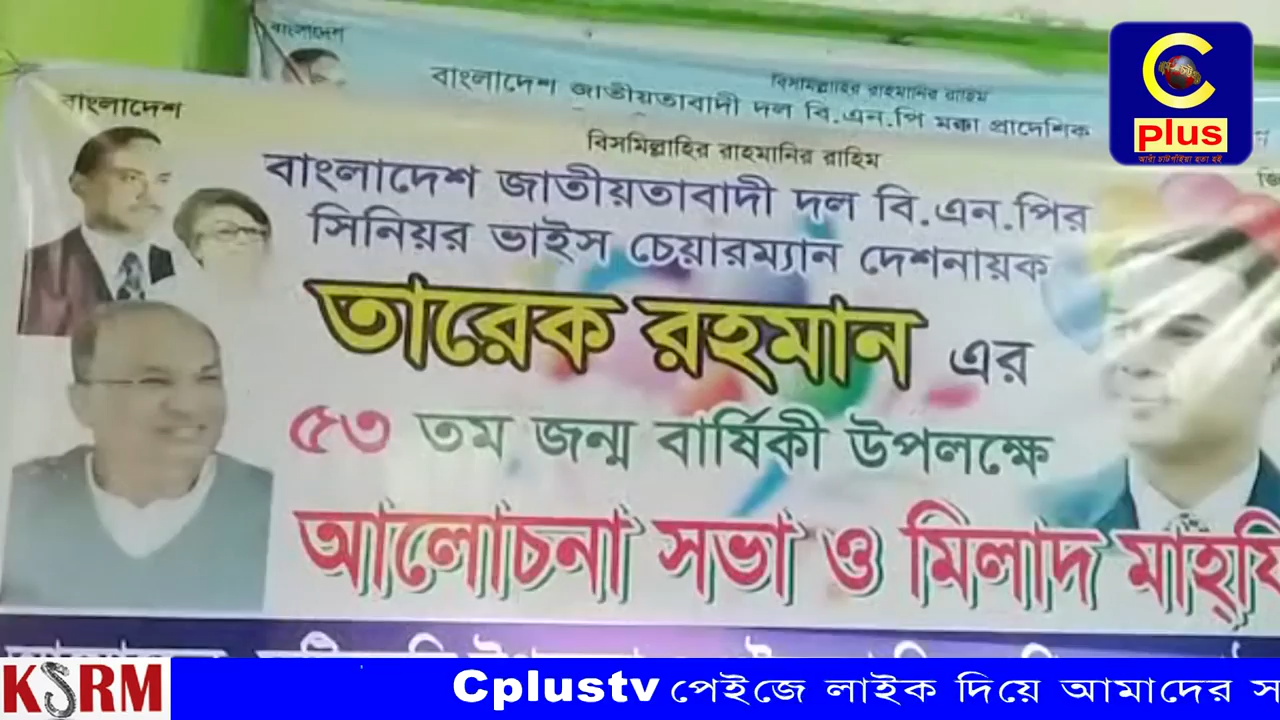 বাংলাদেশ
বিসমিল্লাহির রাহমানির রাহিম
বাংলাদেশ জাতীয়তাবাদী দল বি.এন.পি মক্কা প্রাদেশিক
বাংলাদেশ
বিসমিল্লাহির রাহমানির রাহিম
বাংলাদেশ জাতীয়তাবাদী দল বি.এন.পির
সিনিয়র ভাইস চেয়ারম্যান দেশনায়ক
তারেক রহমান এর
৫৩ তম জন্ম বার্ষিকী উপলক্ষে
আলোচনা সভা ও মিলাদ মাহ্ফি
C plus
KSRM
Cplustv পেইজে লাইক দিয়ে আমাদের স